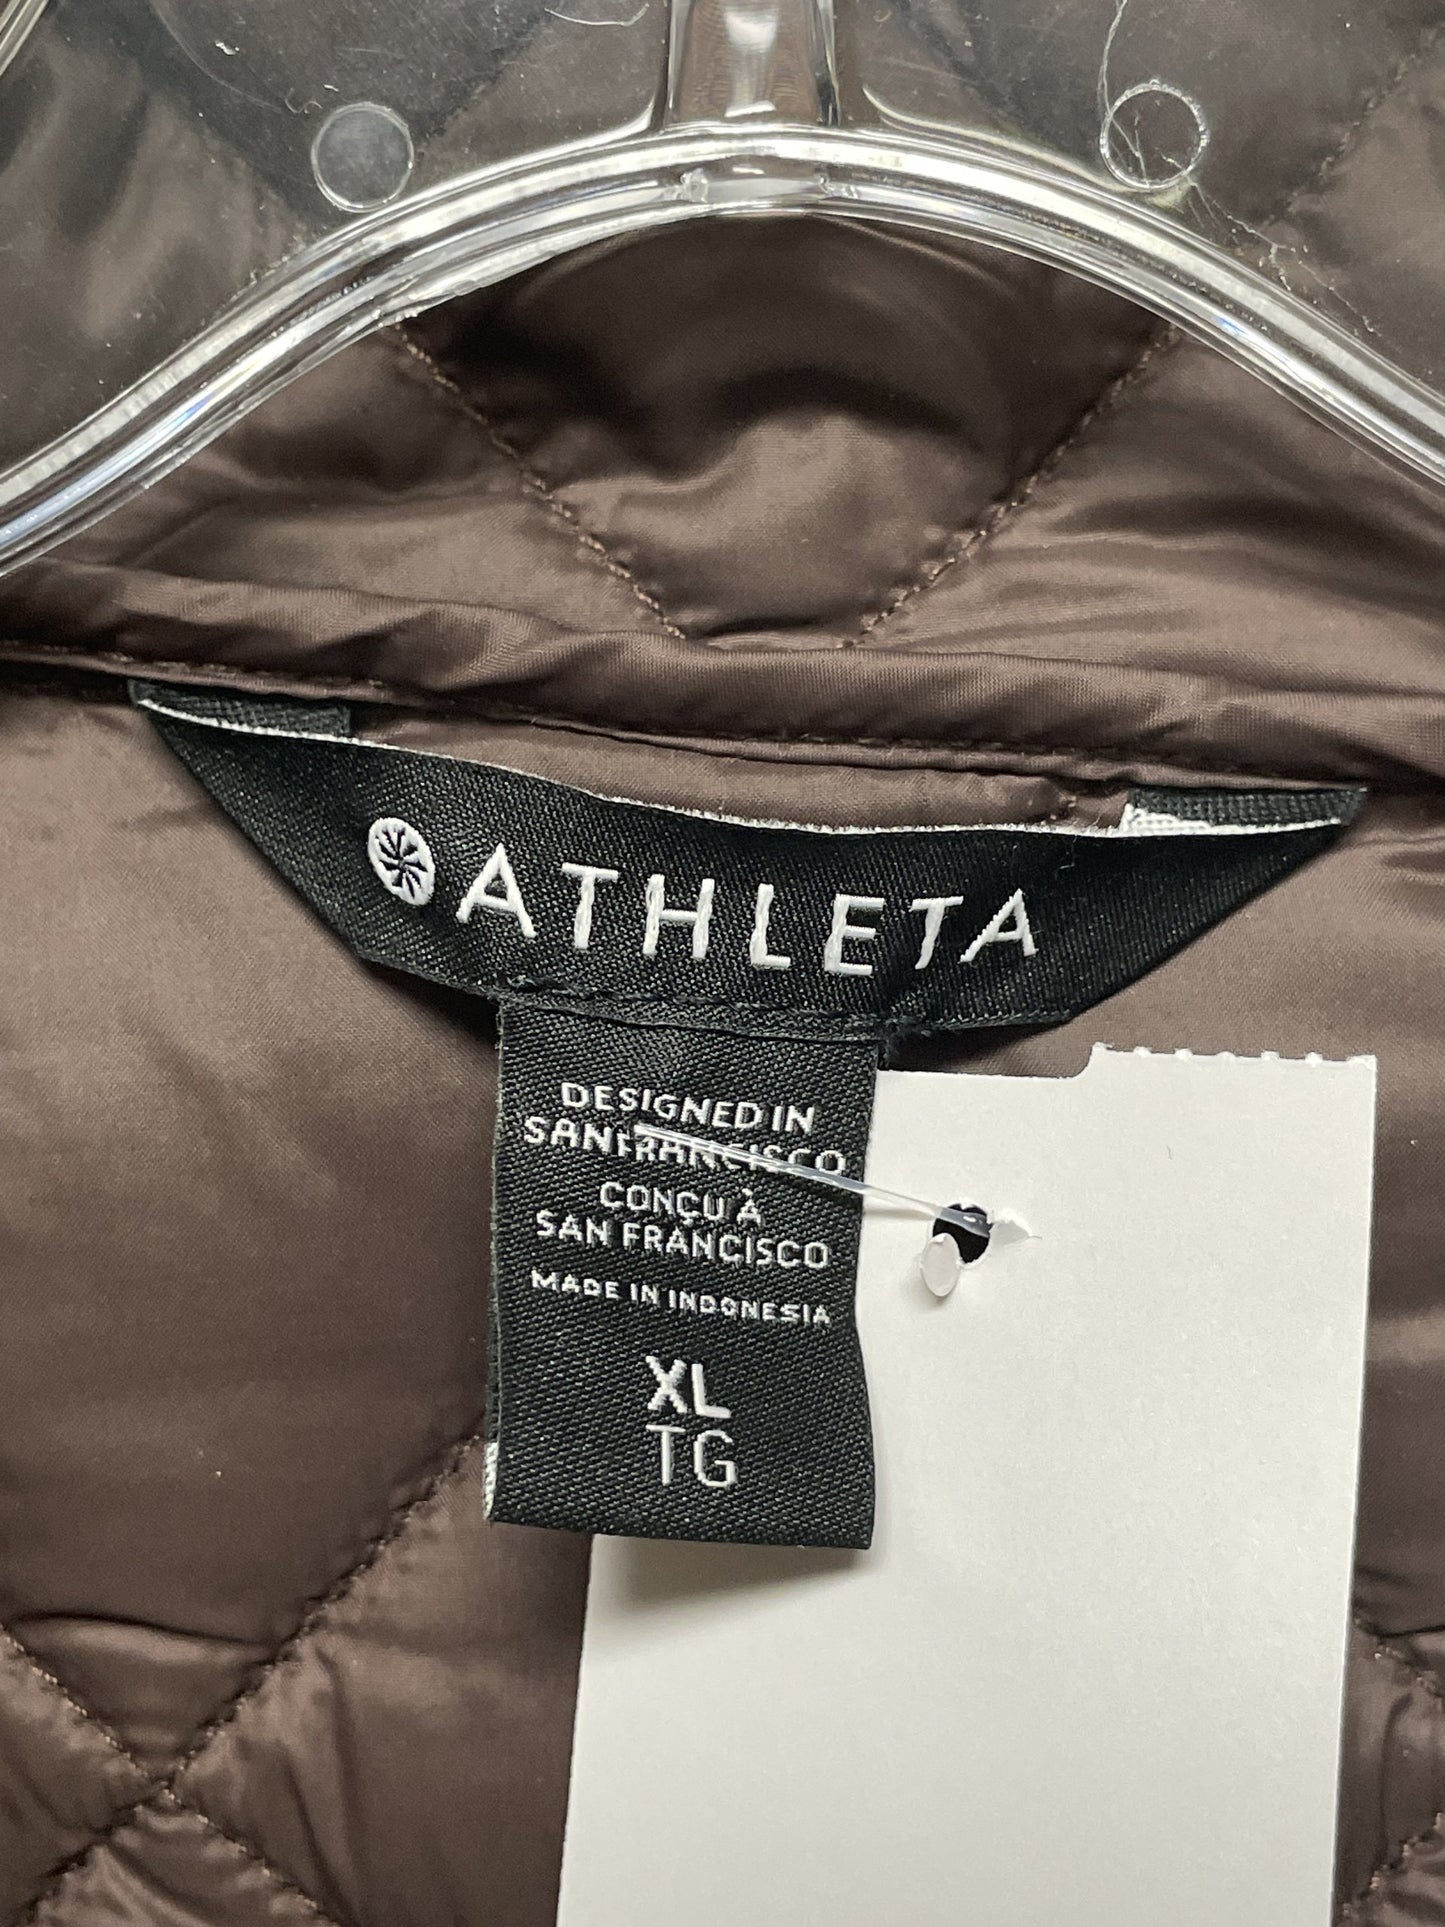 ATHLETA
DESIGNED IN
SAN FRANCISCO
CONÇU À
SAN FRANCISCO
MADE IN INDONESIA
XL
TG